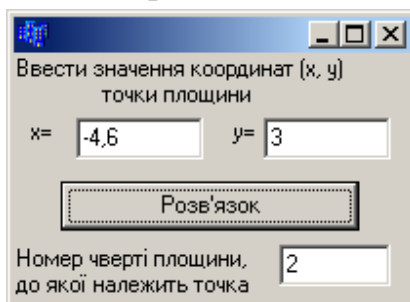 Ввести значення координат (x, y)
точки площини
x= -4,6 y= 3
Розв'язок
Номер чверті площини, 2
до якої належить точка